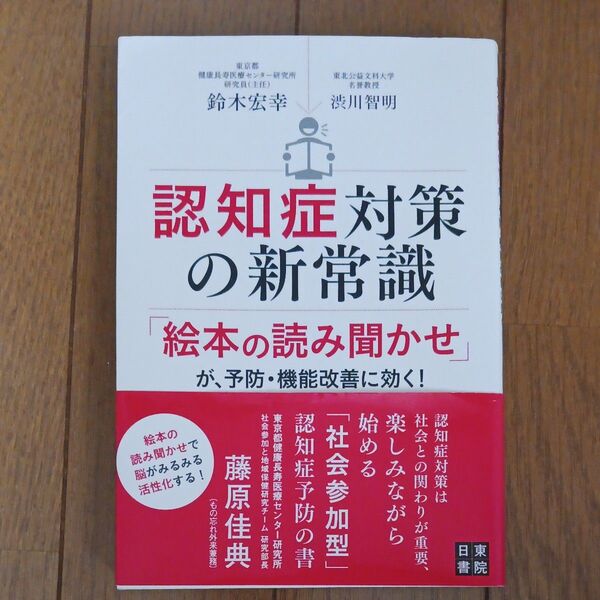 東京都
健康長寿医療センター研究所
研究員(主任)
鈴木宏幸
東北公益文科大学
名誉教授
渋川智明
認知症対策
の新常識
「絵本の読み聞かせ」
が、予防・機能改善に効く!
絵本の
読み聞かせで
脳がみるみる
活性化する!
認知症対策は
社会との関わりが重要、
楽しみながら
始める
「社会参加型」
認知症予防の書
東京都健康長寿医療センター研究所
社会参加と地域保健研究チーム 研究部長
藤原佳典
(もの忘れ外来兼務)
日東
書院